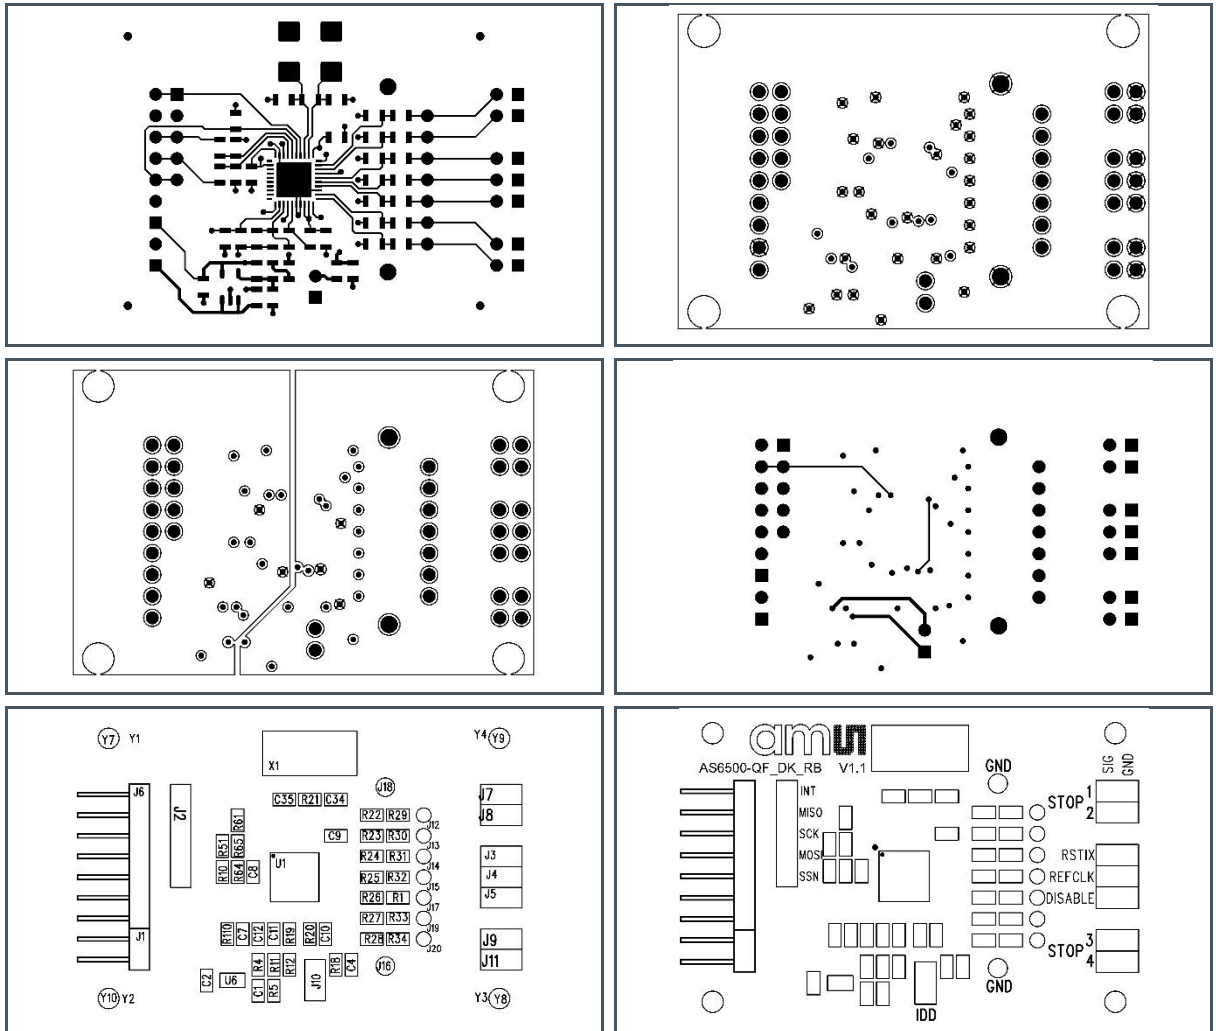 Y7 Y1
Y4 Y9
X1
J6
J2
J18
J7
J8
C35 R21 C34
R22 R29
J12
R61
R23 R30
J13
C9
R51 R65
R24 R31
J14
J3
R10 R64 C8
U1
R25 R32
J15
J4
R26 R1
J17
J5
R27 R33
J19
R28 R34
J20
J1
R110 C7 C12 C11 R19 R20 C10
J9
J11
R4 R11 R12
R18 C4
J16
C2 U6
C1 R5
J10
Y10 Y2
Y3 Y8
am
AS6500-QF_DK_RB V1.1
GND
SIG
GND
INT
STOP 1
2
MISO
SCK
MOSI
SSN
RSTIX
REFCLK
DISABLE
STOP 3
4
GND
IDD